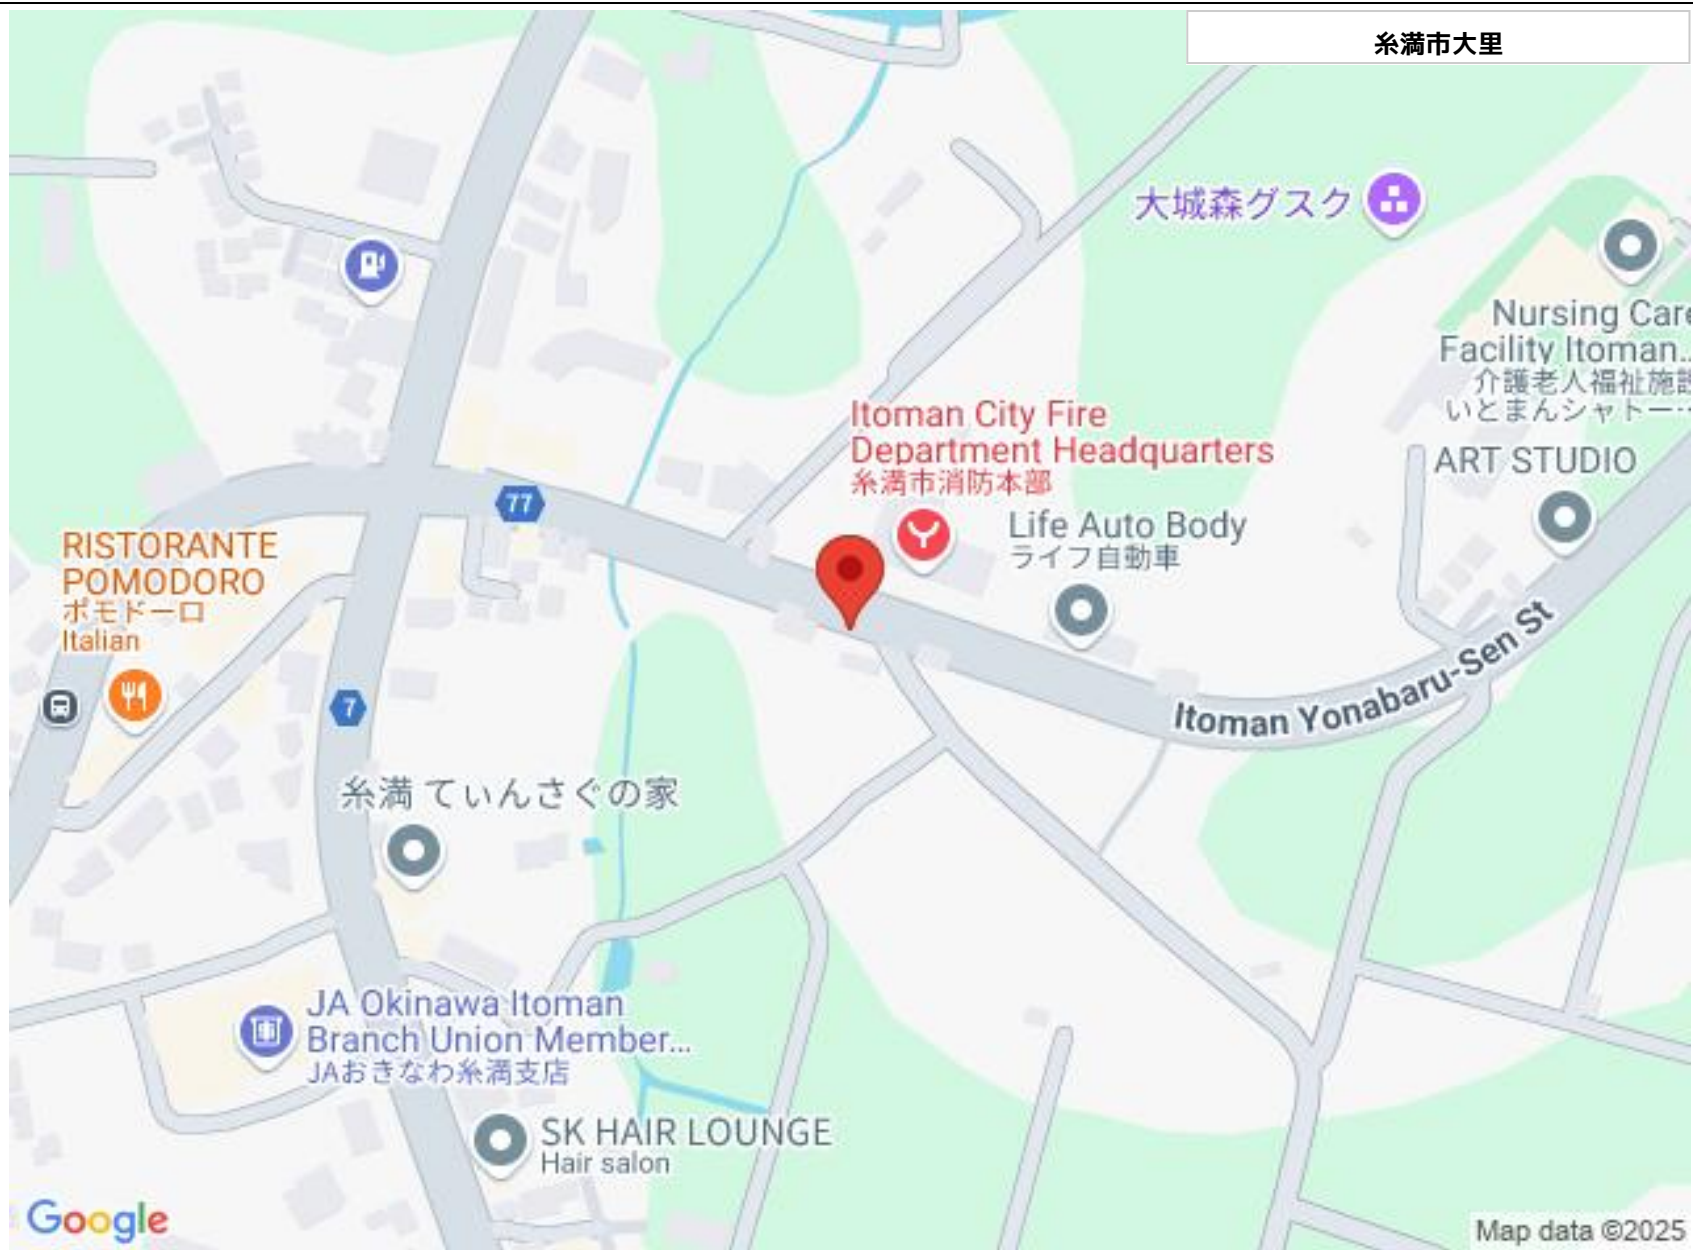 糸満市大里
大城森グスク
Nursing Care
Facility Itoman...
介護老人福祉施設
いとまんシャトー…
Itoman City Fire
Department Headquarters
糸満市消防本部
ART STUDIO
77
Life Auto Body
ライフ自動車
RISTORANTE
POMODORO
ポモドーロ
Italian
Itoman Yonabaru-Sen St
7
糸満 てぃんさぐの家
JA Okinawa Itoman
Branch Union Member...
JAおきなわ糸満支店
SK HAIR LOUNGE
Hair salon
Google
Map data ©2025